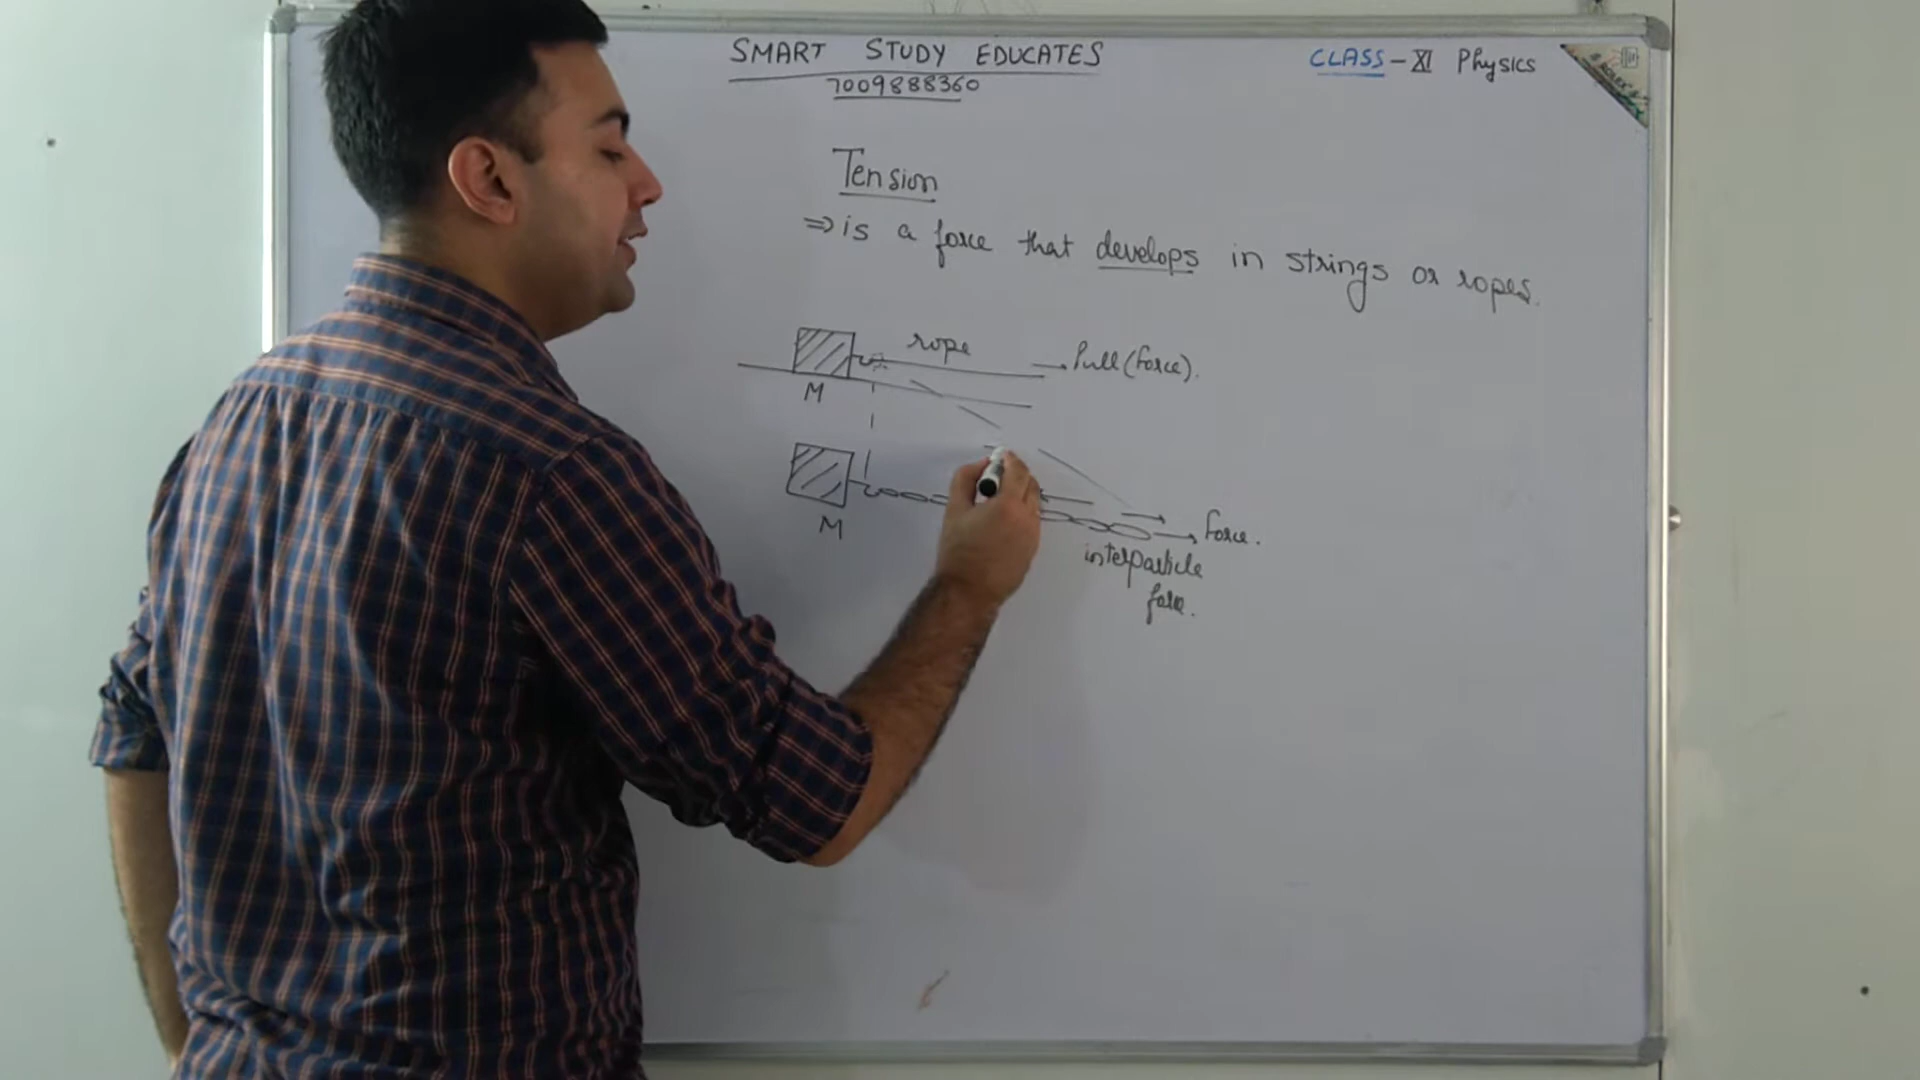 SMART STUDY EDUCATES
7009888360
CLASS - XI Physics
Tension
⇒ is a force that develops in strings or ropes.
rope
Pull (force).
M
M
force.
interparticle
force.